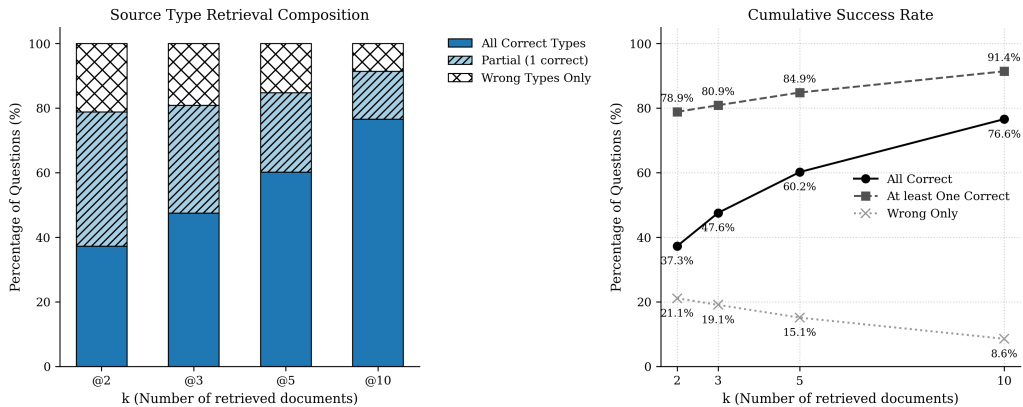 Source Type Retrieval Composition
Percentage of Questions (%)
100
80
60
40
20
0
@2
@3
@5
@10
k (Number of retrieved documents)
All Correct Types
Partial (1 correct)
Wrong Types Only
Cumulative Success Rate
Percentage of Questions (%)
100
80
60
40
20
0
78.9%
80.9%
84.9%
91.4%
37.3%
47.6%
60.2%
76.6%
21.1%
19.1%
15.1%
8.6%
All Correct
At least One Correct
Wrong Only
2
3
5
10
k (Number of retrieved documents)